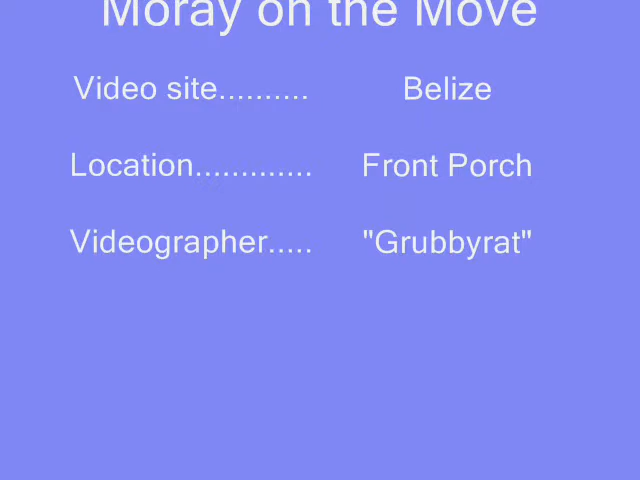 Moray on the Move
Video site.......... Belize
Location............. Front Porch
Videographer..... "Grubbyrat"